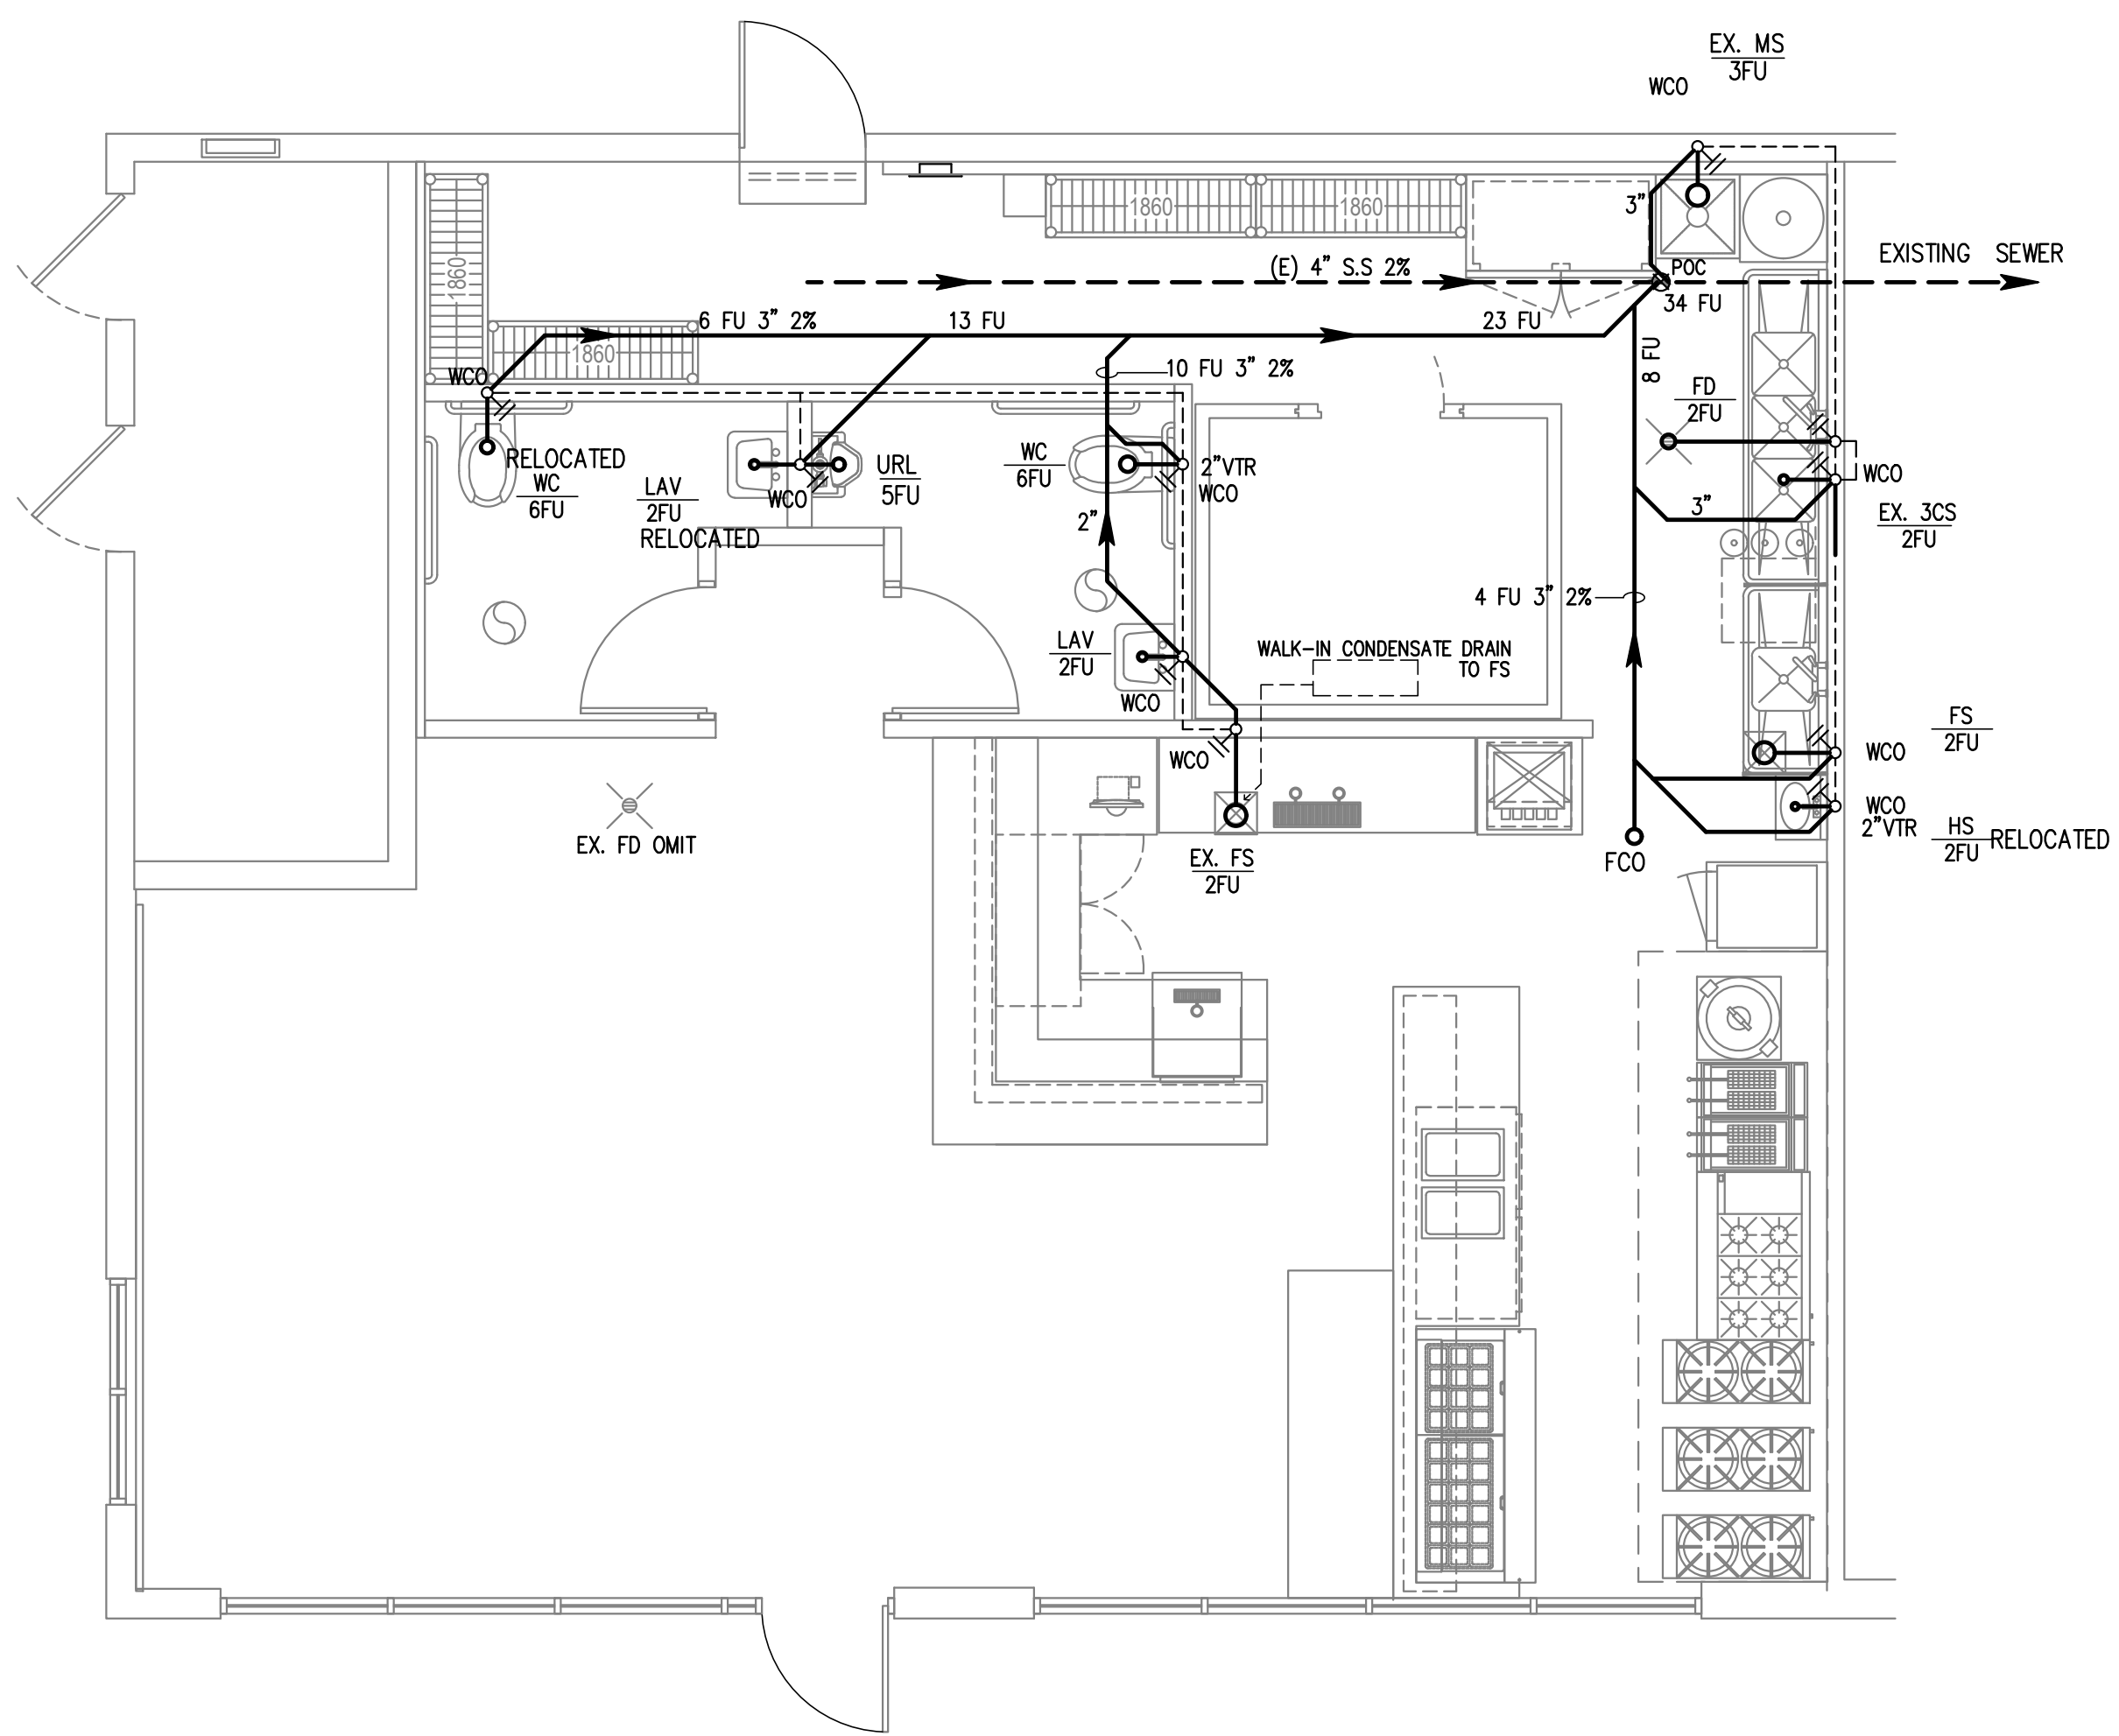 EX. MS
3FU
WCO
1860
1860
3"
EXISTING SEWER
1860
(E) 4" S.S 2%
POC
34 FU
6 FU 3" 2%
13 FU
23 FU
1860
8 FU
WCO
10 FU 3" 2%
FD
2FU
RELOCATED
WC
6FU
LAV
2FU
RELOCATED
WCO
URL
5FU
WC
6FU
2"VTR
WCO
WCO
2"
3"
EX. 3CS
2FU
4 FU 3" 2%
LAV
2FU
WALK-IN CONDENSATE DRAIN
TO FS
WCO
FS
2FU
WCO
WCO
WCO
2"VTR
HS
2FU
RELOCATED
EX. FD OMIT
EX. FS
2FU
FCO